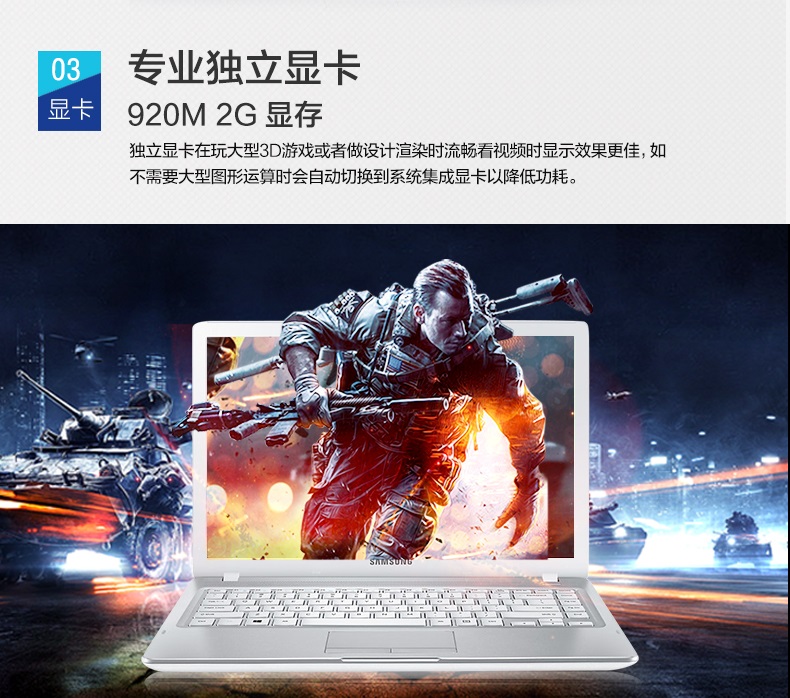 03
显卡
专业独立显卡
920M 2G 显存
独立显卡在玩大型3D游戏或者做设计渲染时流畅看视频时显示效果更佳，如
不需要大型图形运算时会自动切换到系统集成显卡以降低功耗。
SAMSUNG